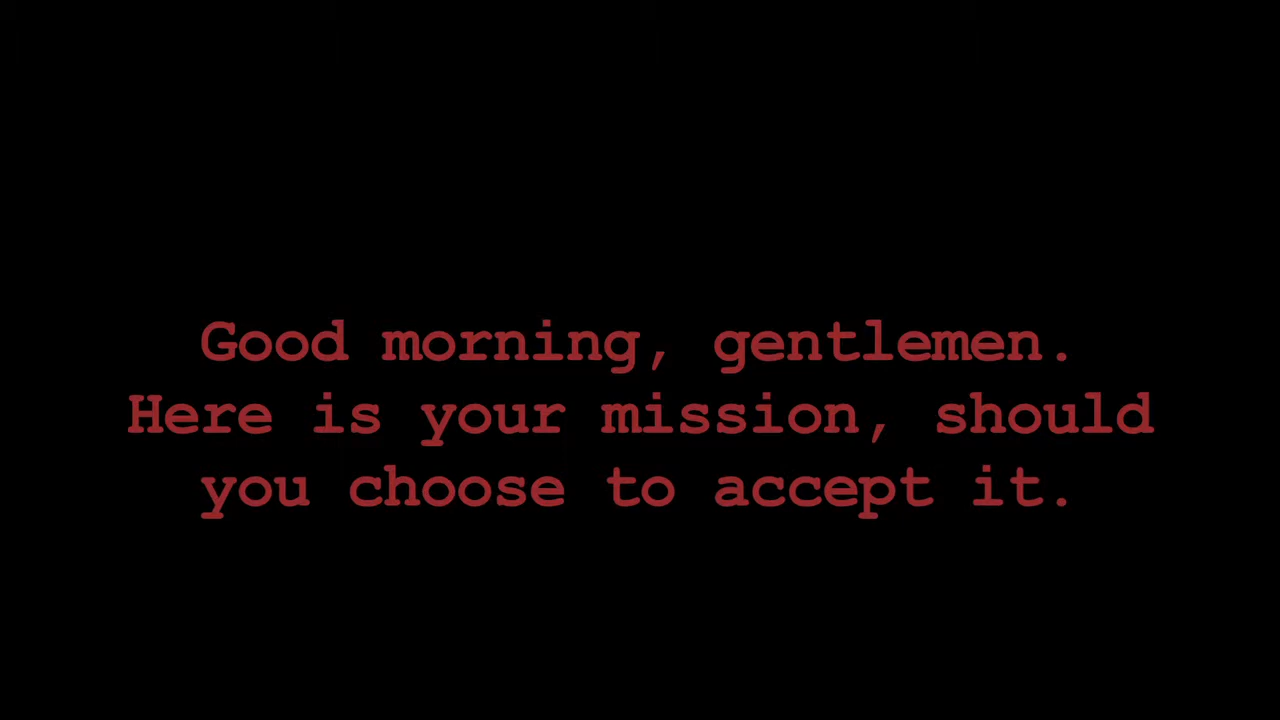 Good morning, gentlemen.
Here is your mission, should
you choose to accept it.